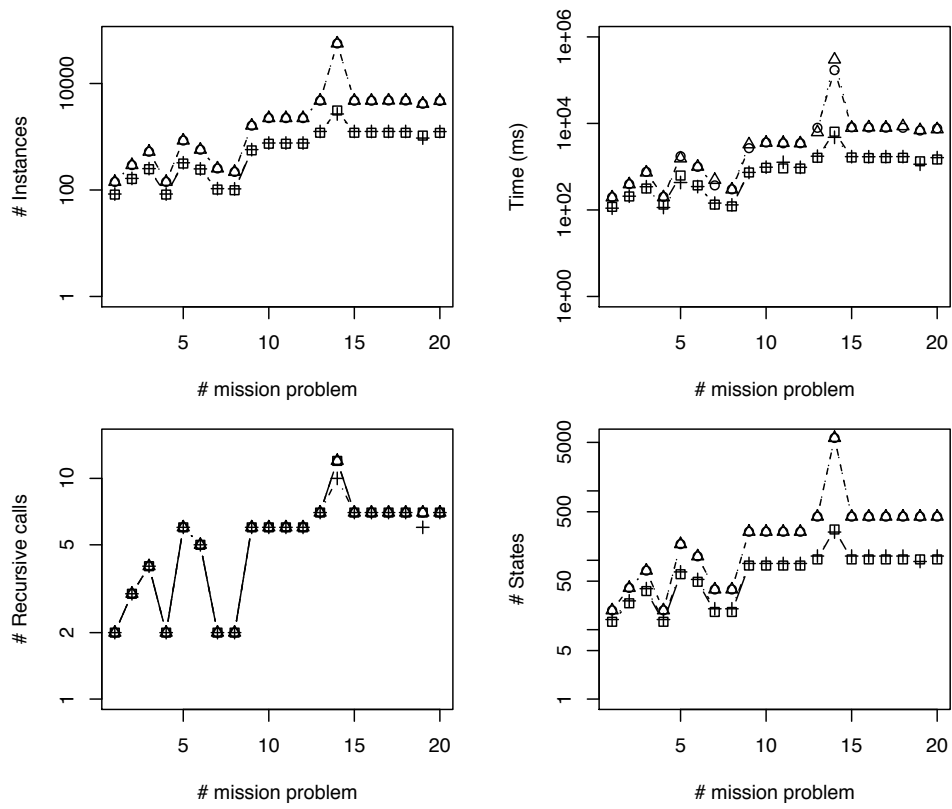 # Instances
10000
100
1
5 10 15 20
# mission problem
Time (ms)
1e+06
1e+04
1e+02
1e+00
5 10 15 20
# mission problem
# Recursive calls
10
5
2
1
5 10 15 20
# mission problem
# States
5000
500
50
5
1
5 10 15 20
# mission problem